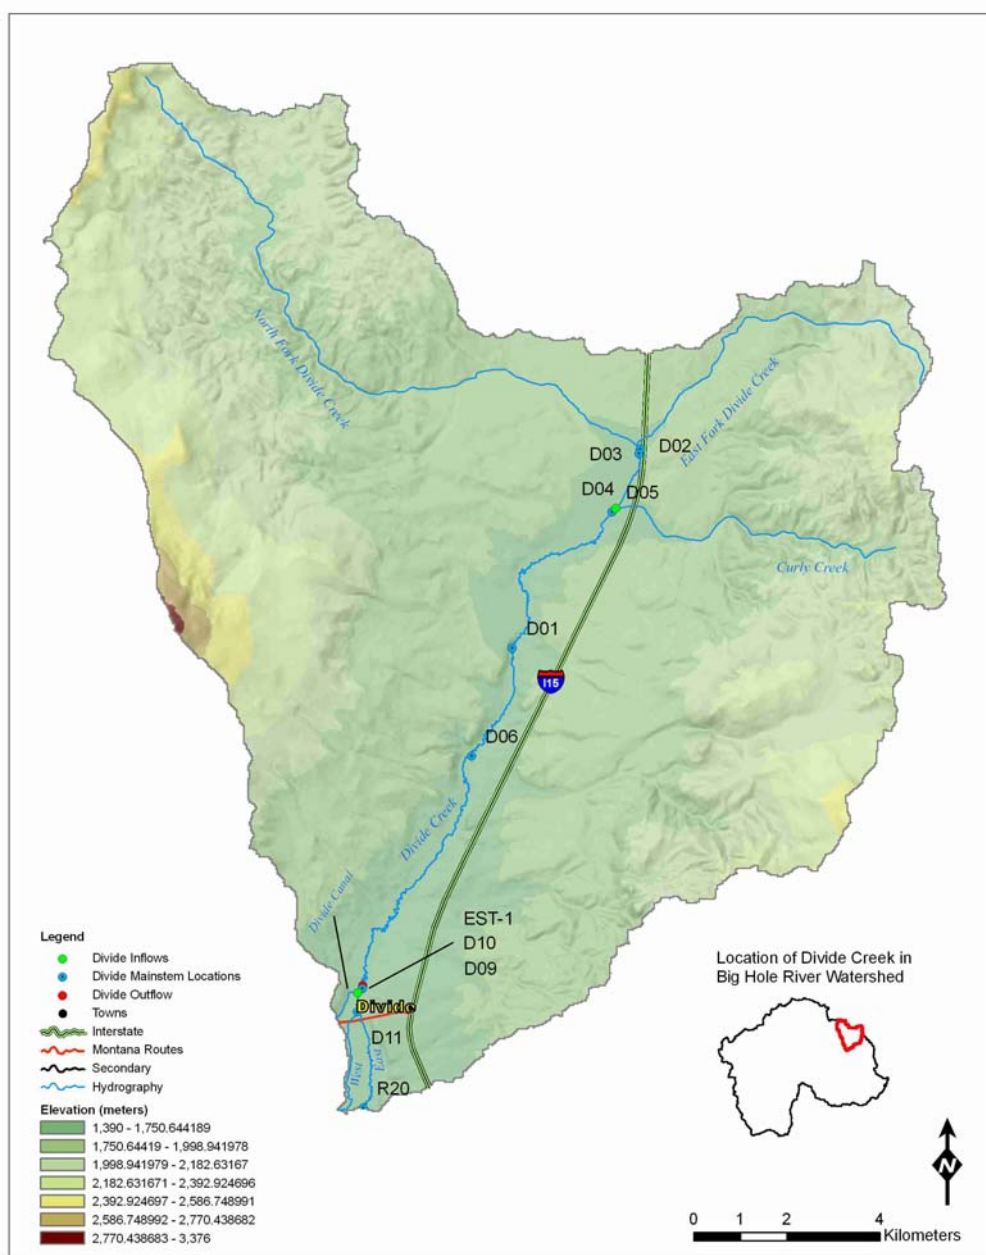 North Fork Divide Creek
East Fork Divide Creek
D02
D03
D04
D05
Curly Creek
D01
I15
D06
Divide Creek
Divide Canal
EST-1
D10
D09
Divide
D11
West
East
R20
Legend
Divide Inflows
Divide Mainstem Locations
Divide Outflow
Towns
Interstate
Montana Routes
Secondary
Hydrography
Elevation (meters)
1,390 - 1,750.644189
1,750.64419 - 1,998.941978
1,998.941979 - 2,182.63167
2,182.631671 - 2,392.924696
2,392.924697 - 2,586.748991
2,586.748992 - 2,770.438682
2,770.438683 - 3,376
Location of Divide Creek in
Big Hole River Watershed
N
0 1 2 4
Kilometers